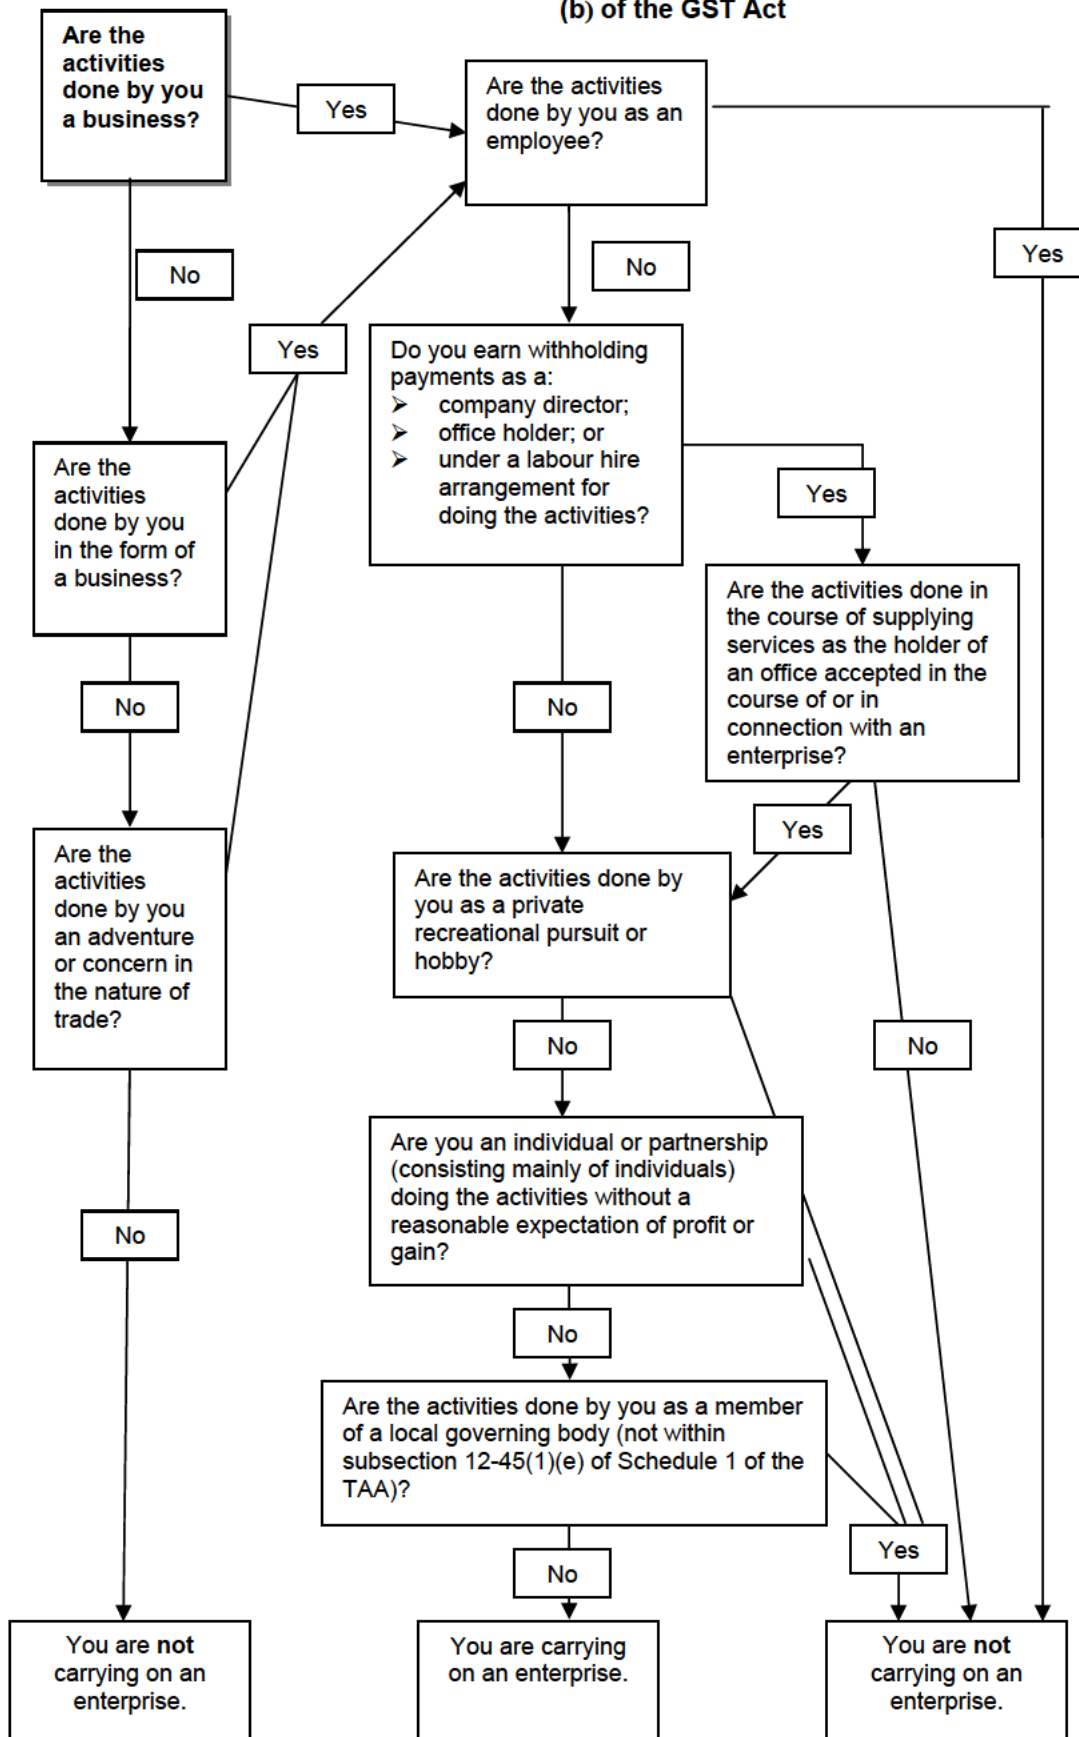 (b) of the GST Act
Are the
activities
done by you
a business?
Yes
Are the activities
done by you as an
employee?
Yes
No
No
Yes
Do you earn withholding
payments as a:
➢ company director;
➢ office holder; or
➢ under a labour hire
arrangement for
doing the activities?
Yes
Are the
activities
done by you
in the form of
a business?
Are the activities done in
the course of supplying
services as the holder of
an office accepted in the
course of or in
connection with an
enterprise?
No
No
Yes
Are the
activities
done by you
an adventure
or concern in
the nature of
trade?
Are the activities done by
you as a private
recreational pursuit or
hobby?
No
No
Are you an individual or partnership
(consisting mainly of individuals)
doing the activities without a
reasonable expectation of profit or
gain?
No
No
Are the activities done by you as a member
of a local governing body (not within
subsection 12-45(1)(e) of Schedule 1 of the
TAA)?
Yes
No
You are not
carrying on an
enterprise.
You are carrying
on an enterprise.
You are not
carrying on an
enterprise.